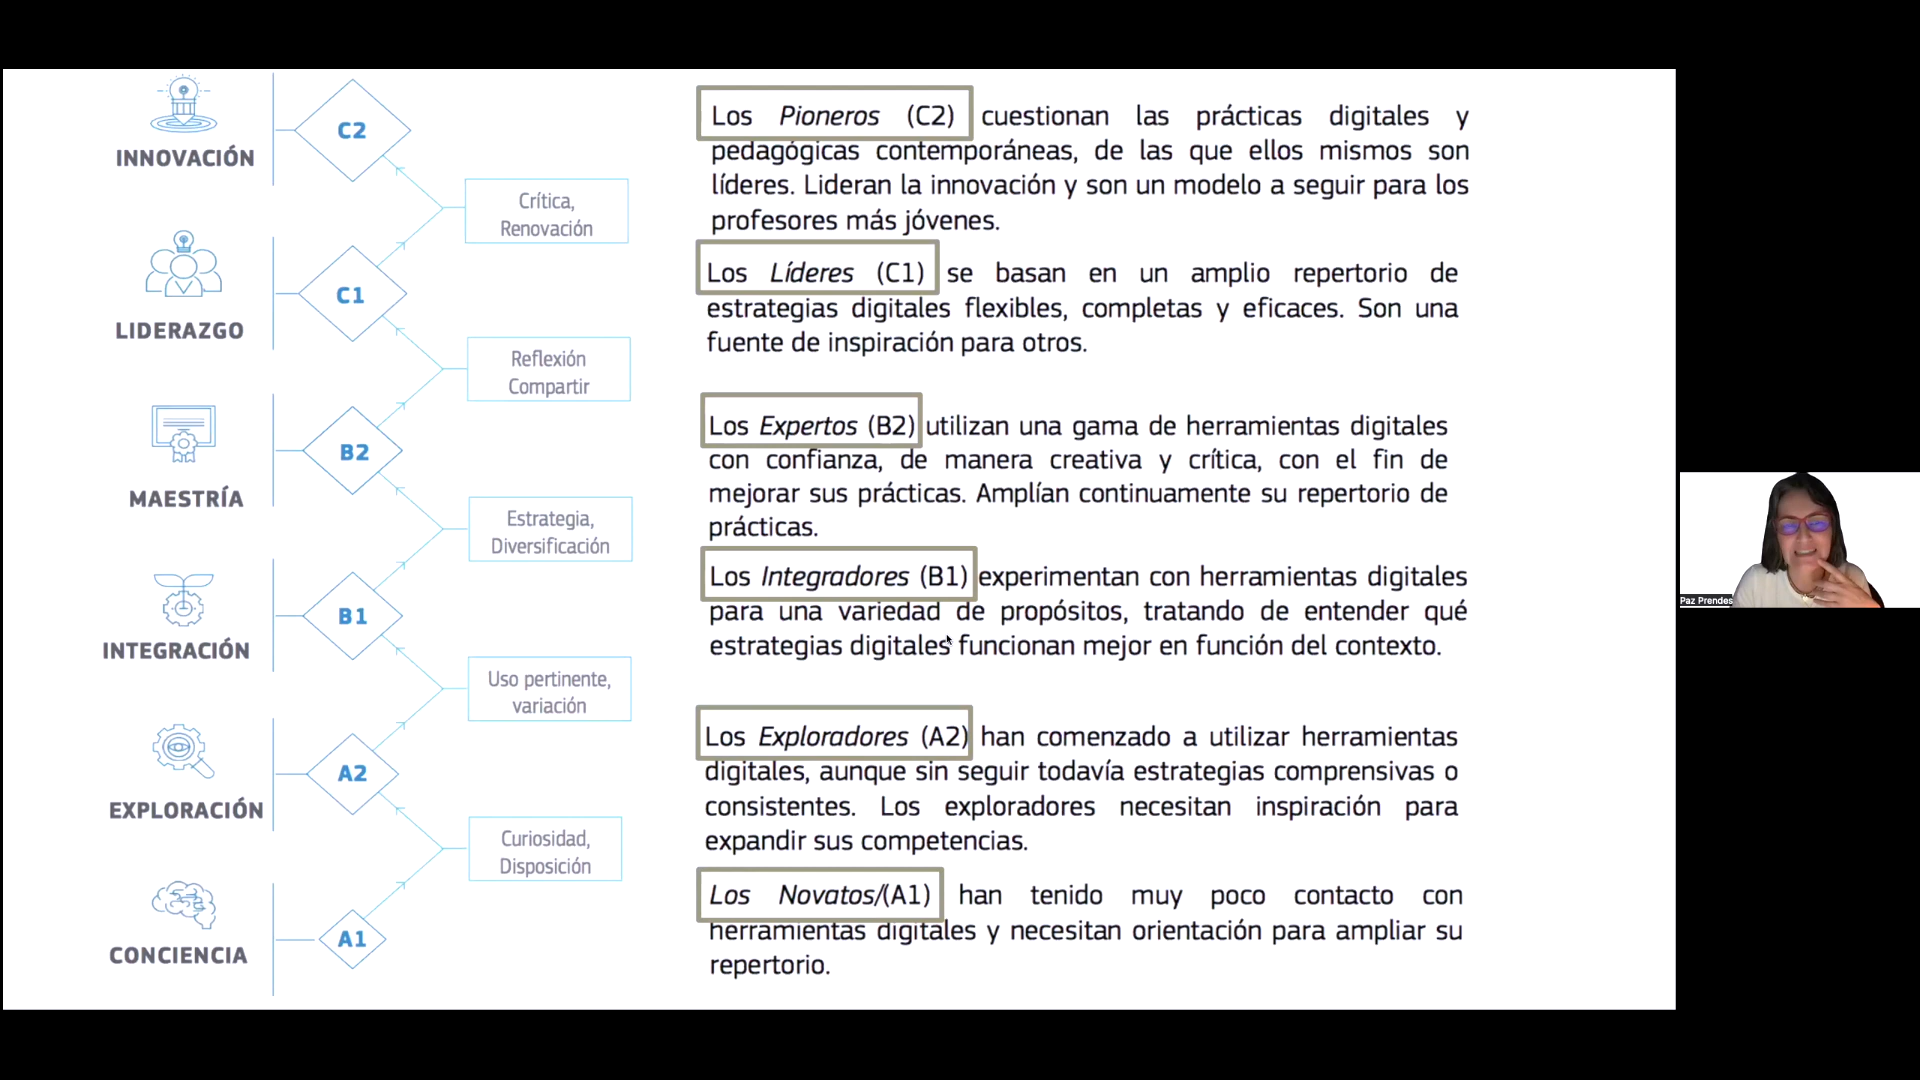 INNOVACIÓN
C2
Crítica,
Renovación
LIDERAZGO
C1
Reflexión
Compartir
MAESTRÍA
B2
Estrategia,
Diversificación
INTEGRACIÓN
B1
Uso pertinente,
variación
EXPLORACIÓN
A2
Curiosidad,
Disposición
CONCIENCIA
A1
Los Pioneros (C2) cuestionan las prácticas digitales y
pedagógicas contemporáneas, de las que ellos mismos son
líderes. Lideran la innovación y son un modelo a seguir para los
profesores más jóvenes.
Los Líderes (C1) se basan en un amplio repertorio de
estrategias digitales flexibles, completas y eficaces. Son una
fuente de inspiración para otros.
Los Expertos (B2) utilizan una gama de herramientas digitales
con confianza, de manera creativa y crítica, con el fin de
mejorar sus prácticas. Amplían continuamente su repertorio de
prácticas.
Los Integradores (B1) experimentan con herramientas digitales
para una variedad de propósitos, tratando de entender qué
estrategias digitales funcionan mejor en función del contexto.
Los Exploradores (A2) han comenzado a utilizar herramientas
digitales, aunque sin seguir todavía estrategias comprensivas o
consistentes. Los exploradores necesitan inspiración para
expandir sus competencias.
Los Novatos/(A1) han tenido muy poco contacto con
herramientas digitales y necesitan orientación para ampliar su
repertorio.
Paz Prendes